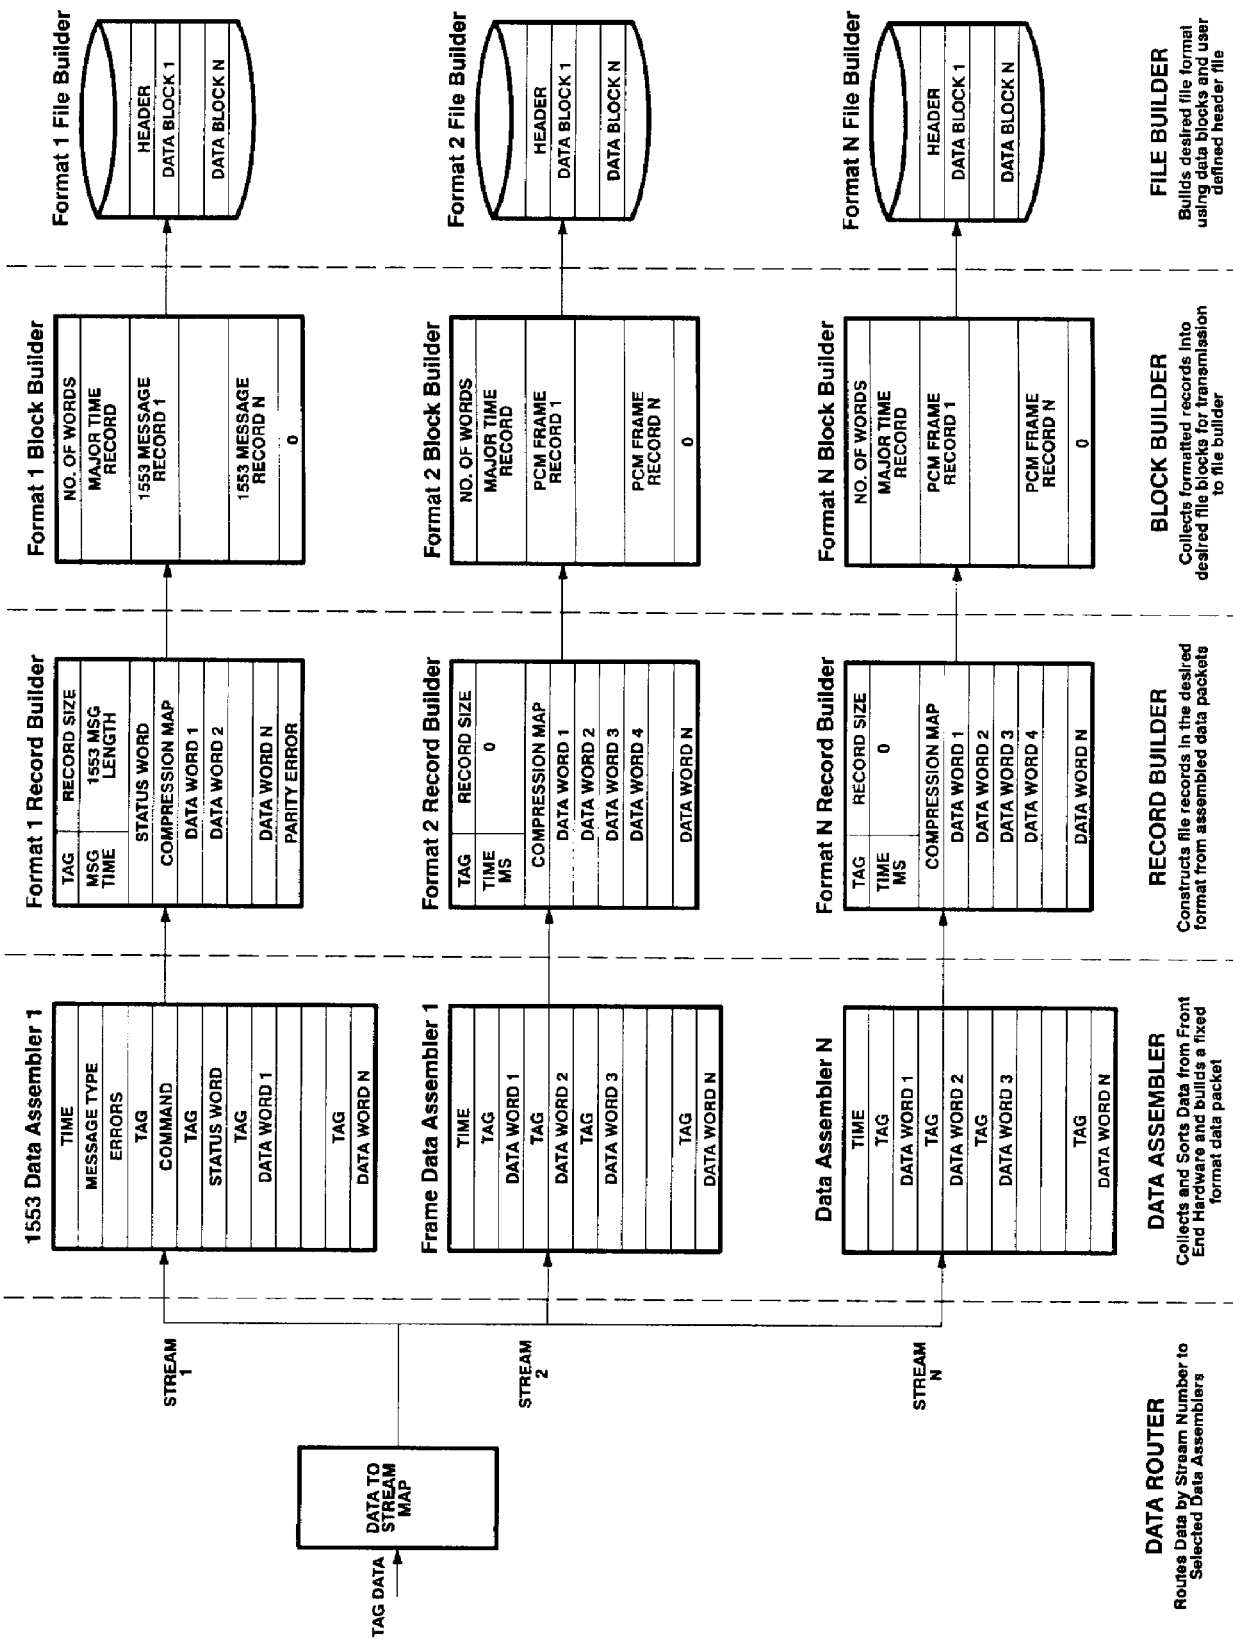 TAG DATA
DATA TO
STREAM
MAP
STREAM
1
STREAM
2
STREAM
N
DATA ROUTER
Routes Data by Stream Number to
Selected Data Assemblers
1553 Data Assembler 1
TIME
MESSAGE TYPE
ERRORS
TAG
COMMAND
TAG
STATUS WORD
TAG
DATA WORD 1
TAG
DATA WORD N
Frame Data Assembler 1
TIME
TAG
DATA WORD 1
TAG
DATA WORD 2
TAG
DATA WORD 3
TAG
DATA WORD N
Data Assembler N
TIME
TAG
DATA WORD 1
TAG
DATA WORD 2
TAG
DATA WORD 3
TAG
DATA WORD N
DATA ASSEMBLER
Collects and Sorts Data from Front
End Hardware and builds a fixed
format data packet
Format 1 Record Builder
TAG RECORD SIZE
MSG
TIME
1553 MSG
LENGTH
STATUS WORD
COMPRESSION MAP
DATA WORD 1
DATA WORD 2
DATA WORD N
PARITY ERROR
Format 2 Record Builder
TAG RECORD SIZE
TIME
MS
0
COMPRESSION MAP
DATA WORD 1
DATA WORD 2
DATA WORD 3
DATA WORD 4
DATA WORD N
Format N Record Builder
TAG RECORD SIZE
TIME
MS
0
COMPRESSION MAP
DATA WORD 1
DATA WORD 2
DATA WORD 3
DATA WORD 4
DATA WORD N
RECORD BUILDER
Constructs file records in the desired
format from assembled data packets
Format 1 Block Builder
NO. OF WORDS
MAJOR TIME
RECORD
1553 MESSAGE
RECORD 1
1553 MESSAGE
RECORD N
0
Format 2 Block Builder
NO. OF WORDS
MAJOR TIME
RECORD
PCM FRAME
RECORD 1
PCM FRAME
RECORD N
0
Format N Block Builder
NO. OF WORDS
MAJOR TIME
RECORD
PCM FRAME
RECORD 1
PCM FRAME
RECORD N
0
BLOCK BUILDER
Collects formatted records into
desired file blocks for transmission
to file builder
Format 1 File Builder
HEADER
DATA BLOCK 1
DATA BLOCK N
Format 2 File Builder
HEADER
DATA BLOCK 1
DATA BLOCK N
Format N File Builder
HEADER
DATA BLOCK 1
DATA BLOCK N
FILE BUILDER
Builds desired file format
using data blocks and user
defined header file